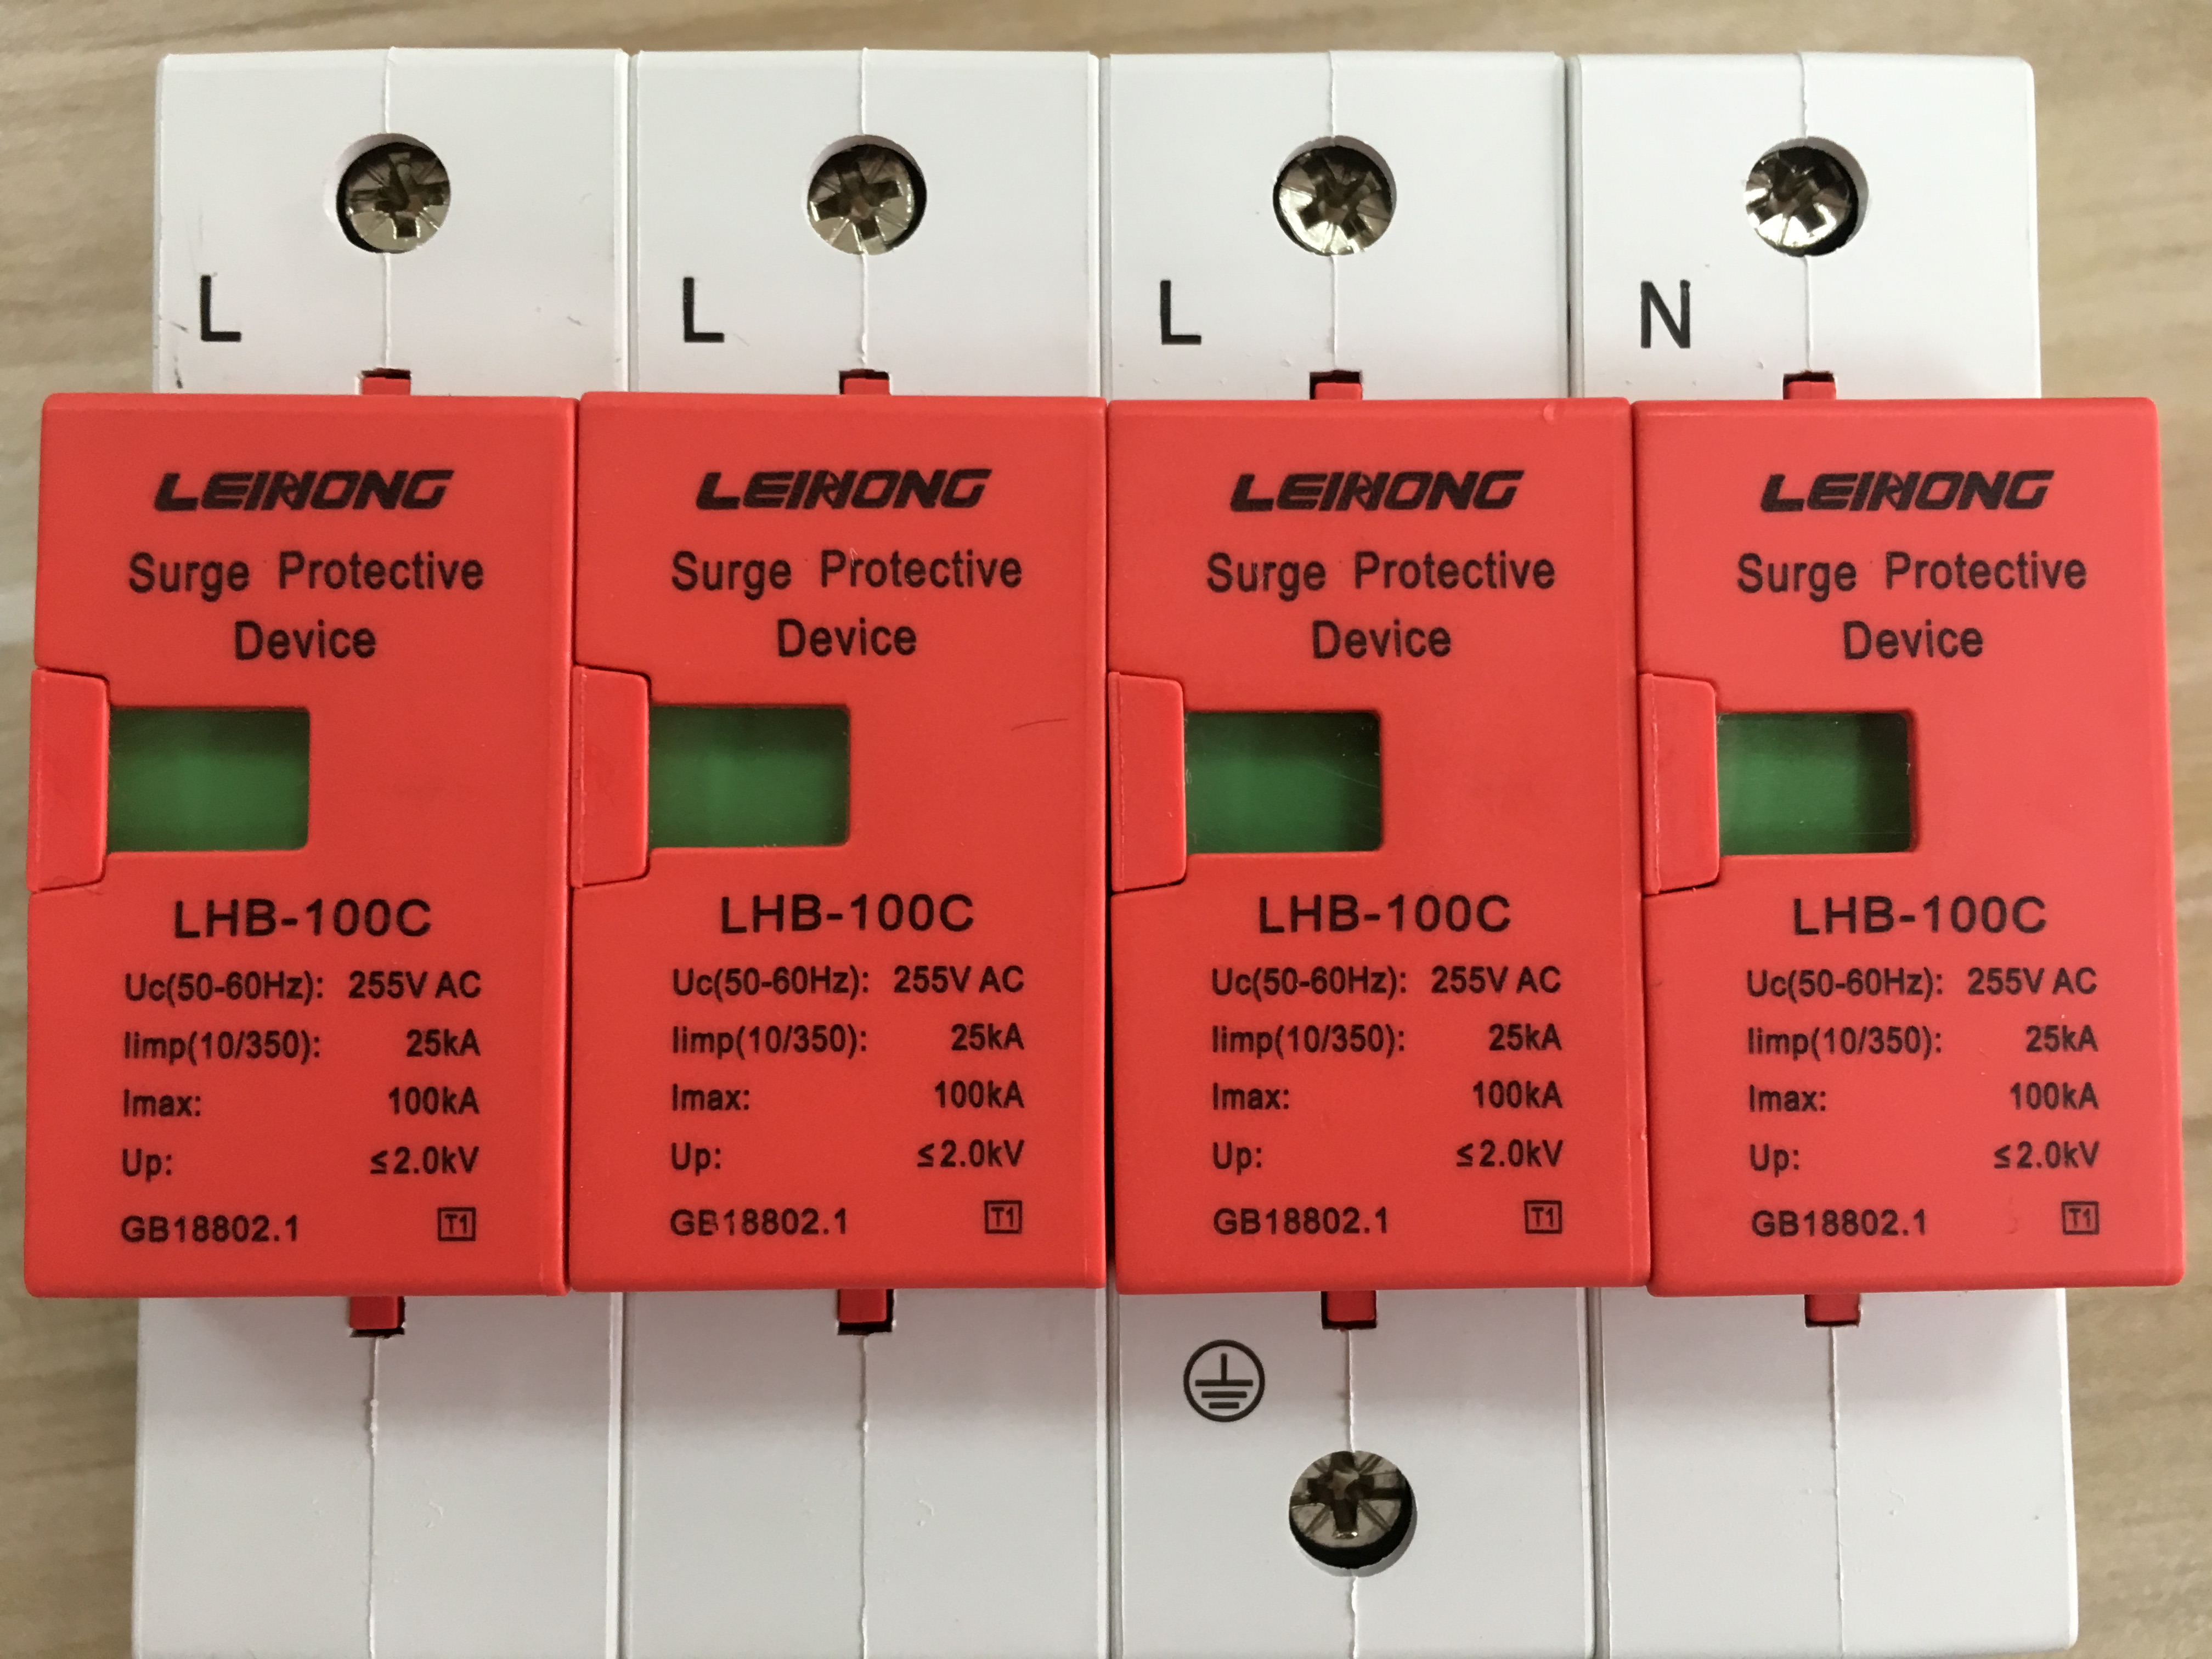 L L L N
LEIHONG LEIHONG LEIHONG LEIHONG
Surge Protective Surge Protective Surge Protective Surge Protective
Device Device Device Device
LHB-100C LHB-100C LHB-100C LHB-100C
Uc(50-60Hz): 255V AC Uc(50-60Hz): 255V AC Uc(50-60Hz): 255V AC Uc(50-60Hz): 255V AC
Iimp(10/350): 25kA Iimp(10/350): 25kA Iimp(10/350): 25kA Iimp(10/350): 25kA
Imax: 100kA Imax: 100kA Imax: 100kA Imax: 100kA
Up: ≤2.0kV Up: ≤2.0kV Up: ≤2.0kV Up: ≤2.0kV
GB18802.1 T1 GB18802.1 T1 GB18802.1 T1 GB18802.1 T1